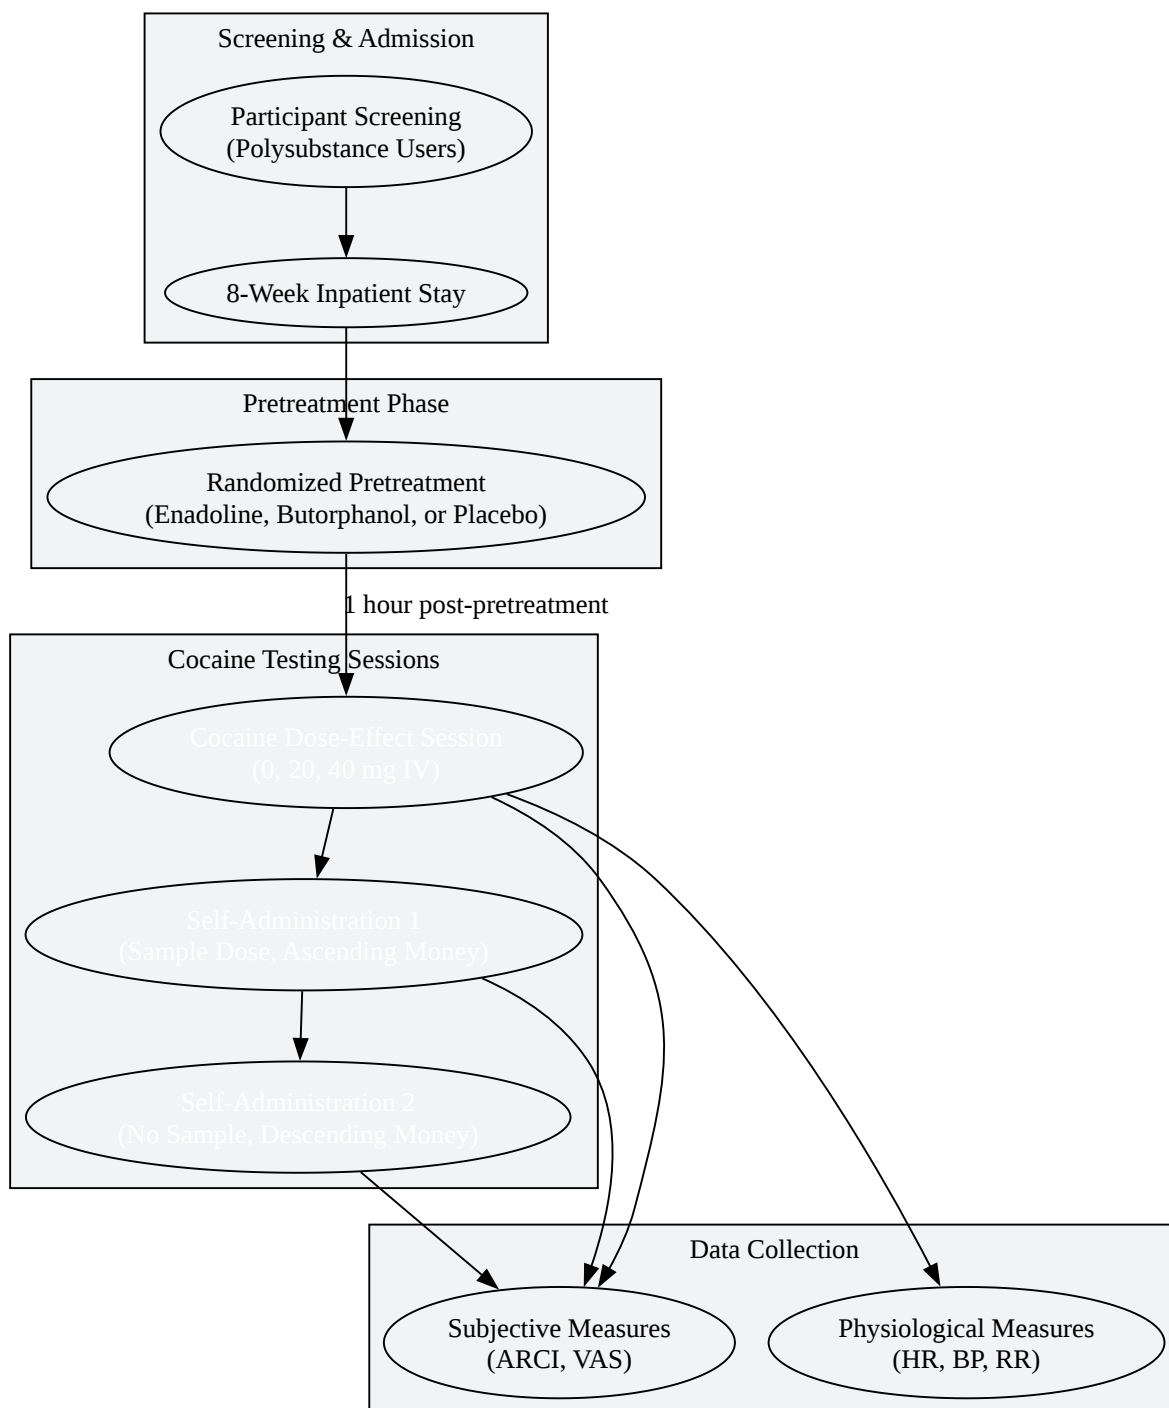 Screening & Admission
Participant Screening
(Polysubstance Users)
8-Week Inpatient Stay
Pretreatment Phase
Randomized Pretreatment
(Enadoline, Butorphanol, or Placebo)
1 hour post-pretreatment
Cocaine Testing Sessions
Cocaine Dose-Effect Session
(0, 20, 40 mg IV)
Self-Administration 1
(Sample Dose, Ascending Money)
Self-Administration 2
(No Sample, Descending Money)
Data Collection
Subjective Measures
(ARCI, VAS)
Physiological Measures
(HR, BP, RR)